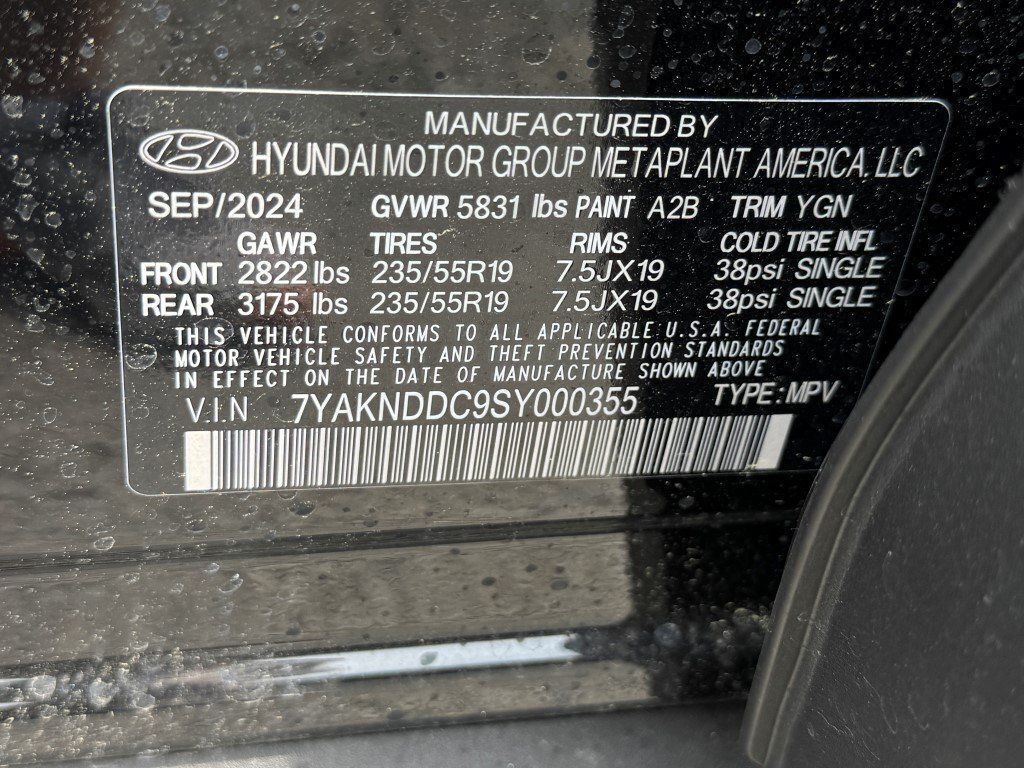 MANUFACTURED BY
HYUNDAI MOTOR GROUP METAPLANT AMERICA. LLC
SEP/2024 GVWR 5831 lbs PAINT A2B TRIM YGN
GAWR TIRES RIMS COLD TIRE INFL
FRONT 2822 lbs 235/55R19 7.5JX19 38psi SINGLE
REAR 3175 lbs 235/55R19 7.5JX19 38psi SINGLE
THIS VEHICLE CONFORMS TO ALL APPLICABLE U.S.A. FEDERAL
MOTOR VEHICLE SAFETY AND THEFT PREVENTION STANDARDS
IN EFFECT ON THE DATE OF MANUFACTURE SHOWN ABOVE
V.I.N 7YAKNDDC9SY000355 TYPE: MPV